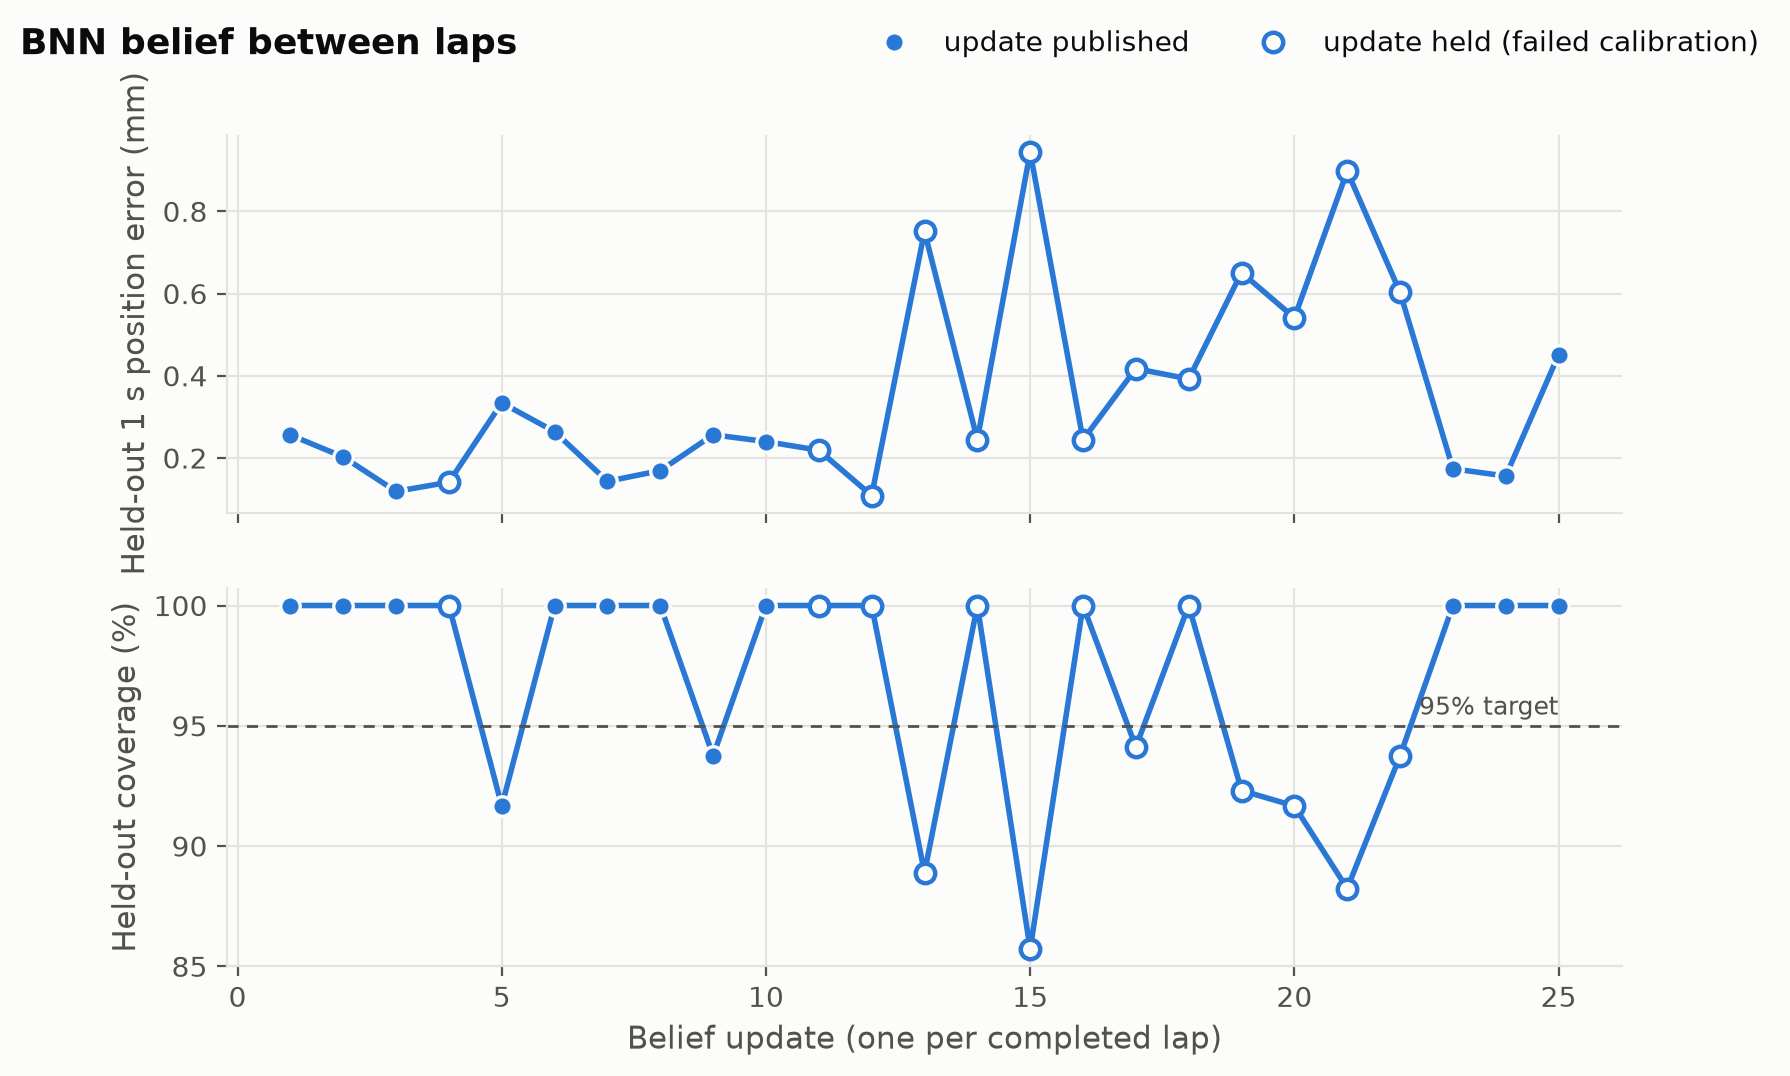 BNN belief between laps
update published
update held (failed calibration)
Held-out 1 s position error (mm)
0.8
0.6
0.4
0.2
Held-out coverage (%)
100
95
90
85
95% target
0 5 10 15 20 25
Belief update (one per completed lap)